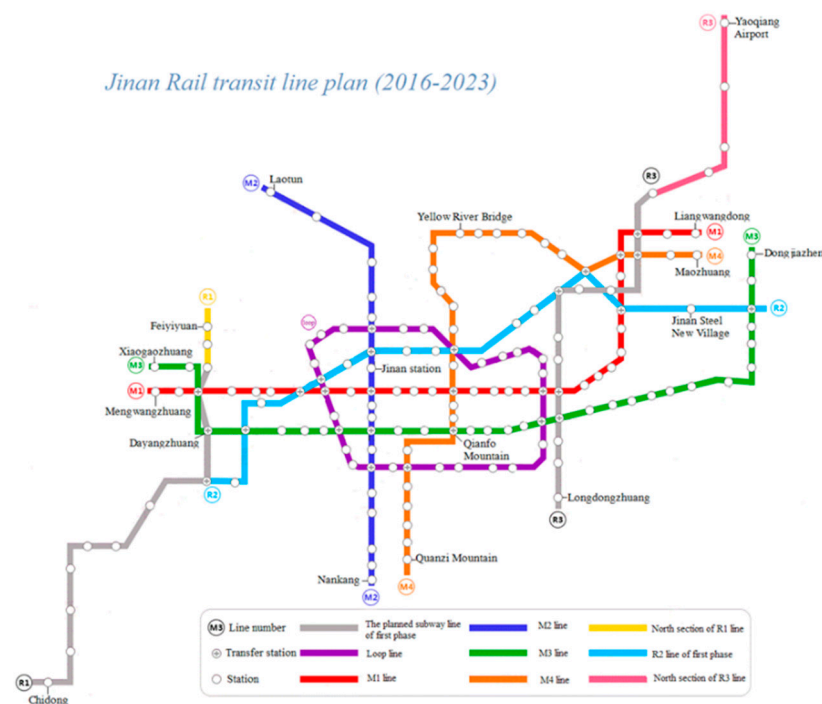 Jinan Rail transit line plan (2016-2023)
R3
Yaoqiang
Airport
M2
Laotun
R3
Yellow River Bridge
Liangwangdong
M1
M3
Dongjiazhen
M4
Maozhuang
R1
Feiyiyuan
loop
Jinan Steel
New Village
R2
Xiaogaozhuang
M3
Jinan station
M1
Mengwangzhuang
Dayangzhuang
Qianfo
Mountain
R2
Longdongzhuang
R3
Quanzi Mountain
Nankang
M2
M4
R1
Chidong
M3 Line number
The planned subway line
of first phase
M2 line
North section of R1 line
Transfer station
Loop line
M3 line
R2 line of first phase
Station
M1 line
M4 line
North section of R3 line